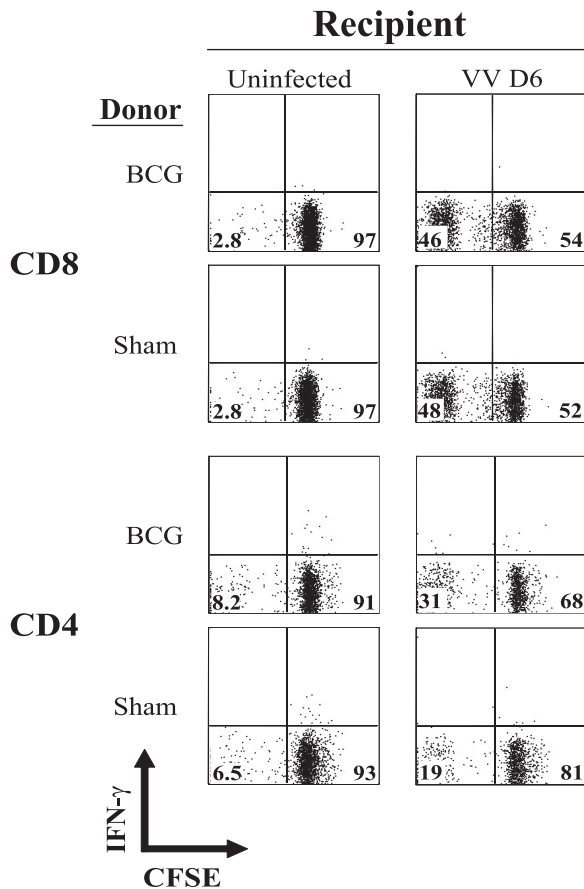 Recipient
Uninfected VV D6
Donor
BCG
2.8 97 46 54
CD8
Sham
2.8 97 48 52
BCG
8.2 91 31 68
CD4
Sham
6.5 93 19 81
IFN-γ
CFSE